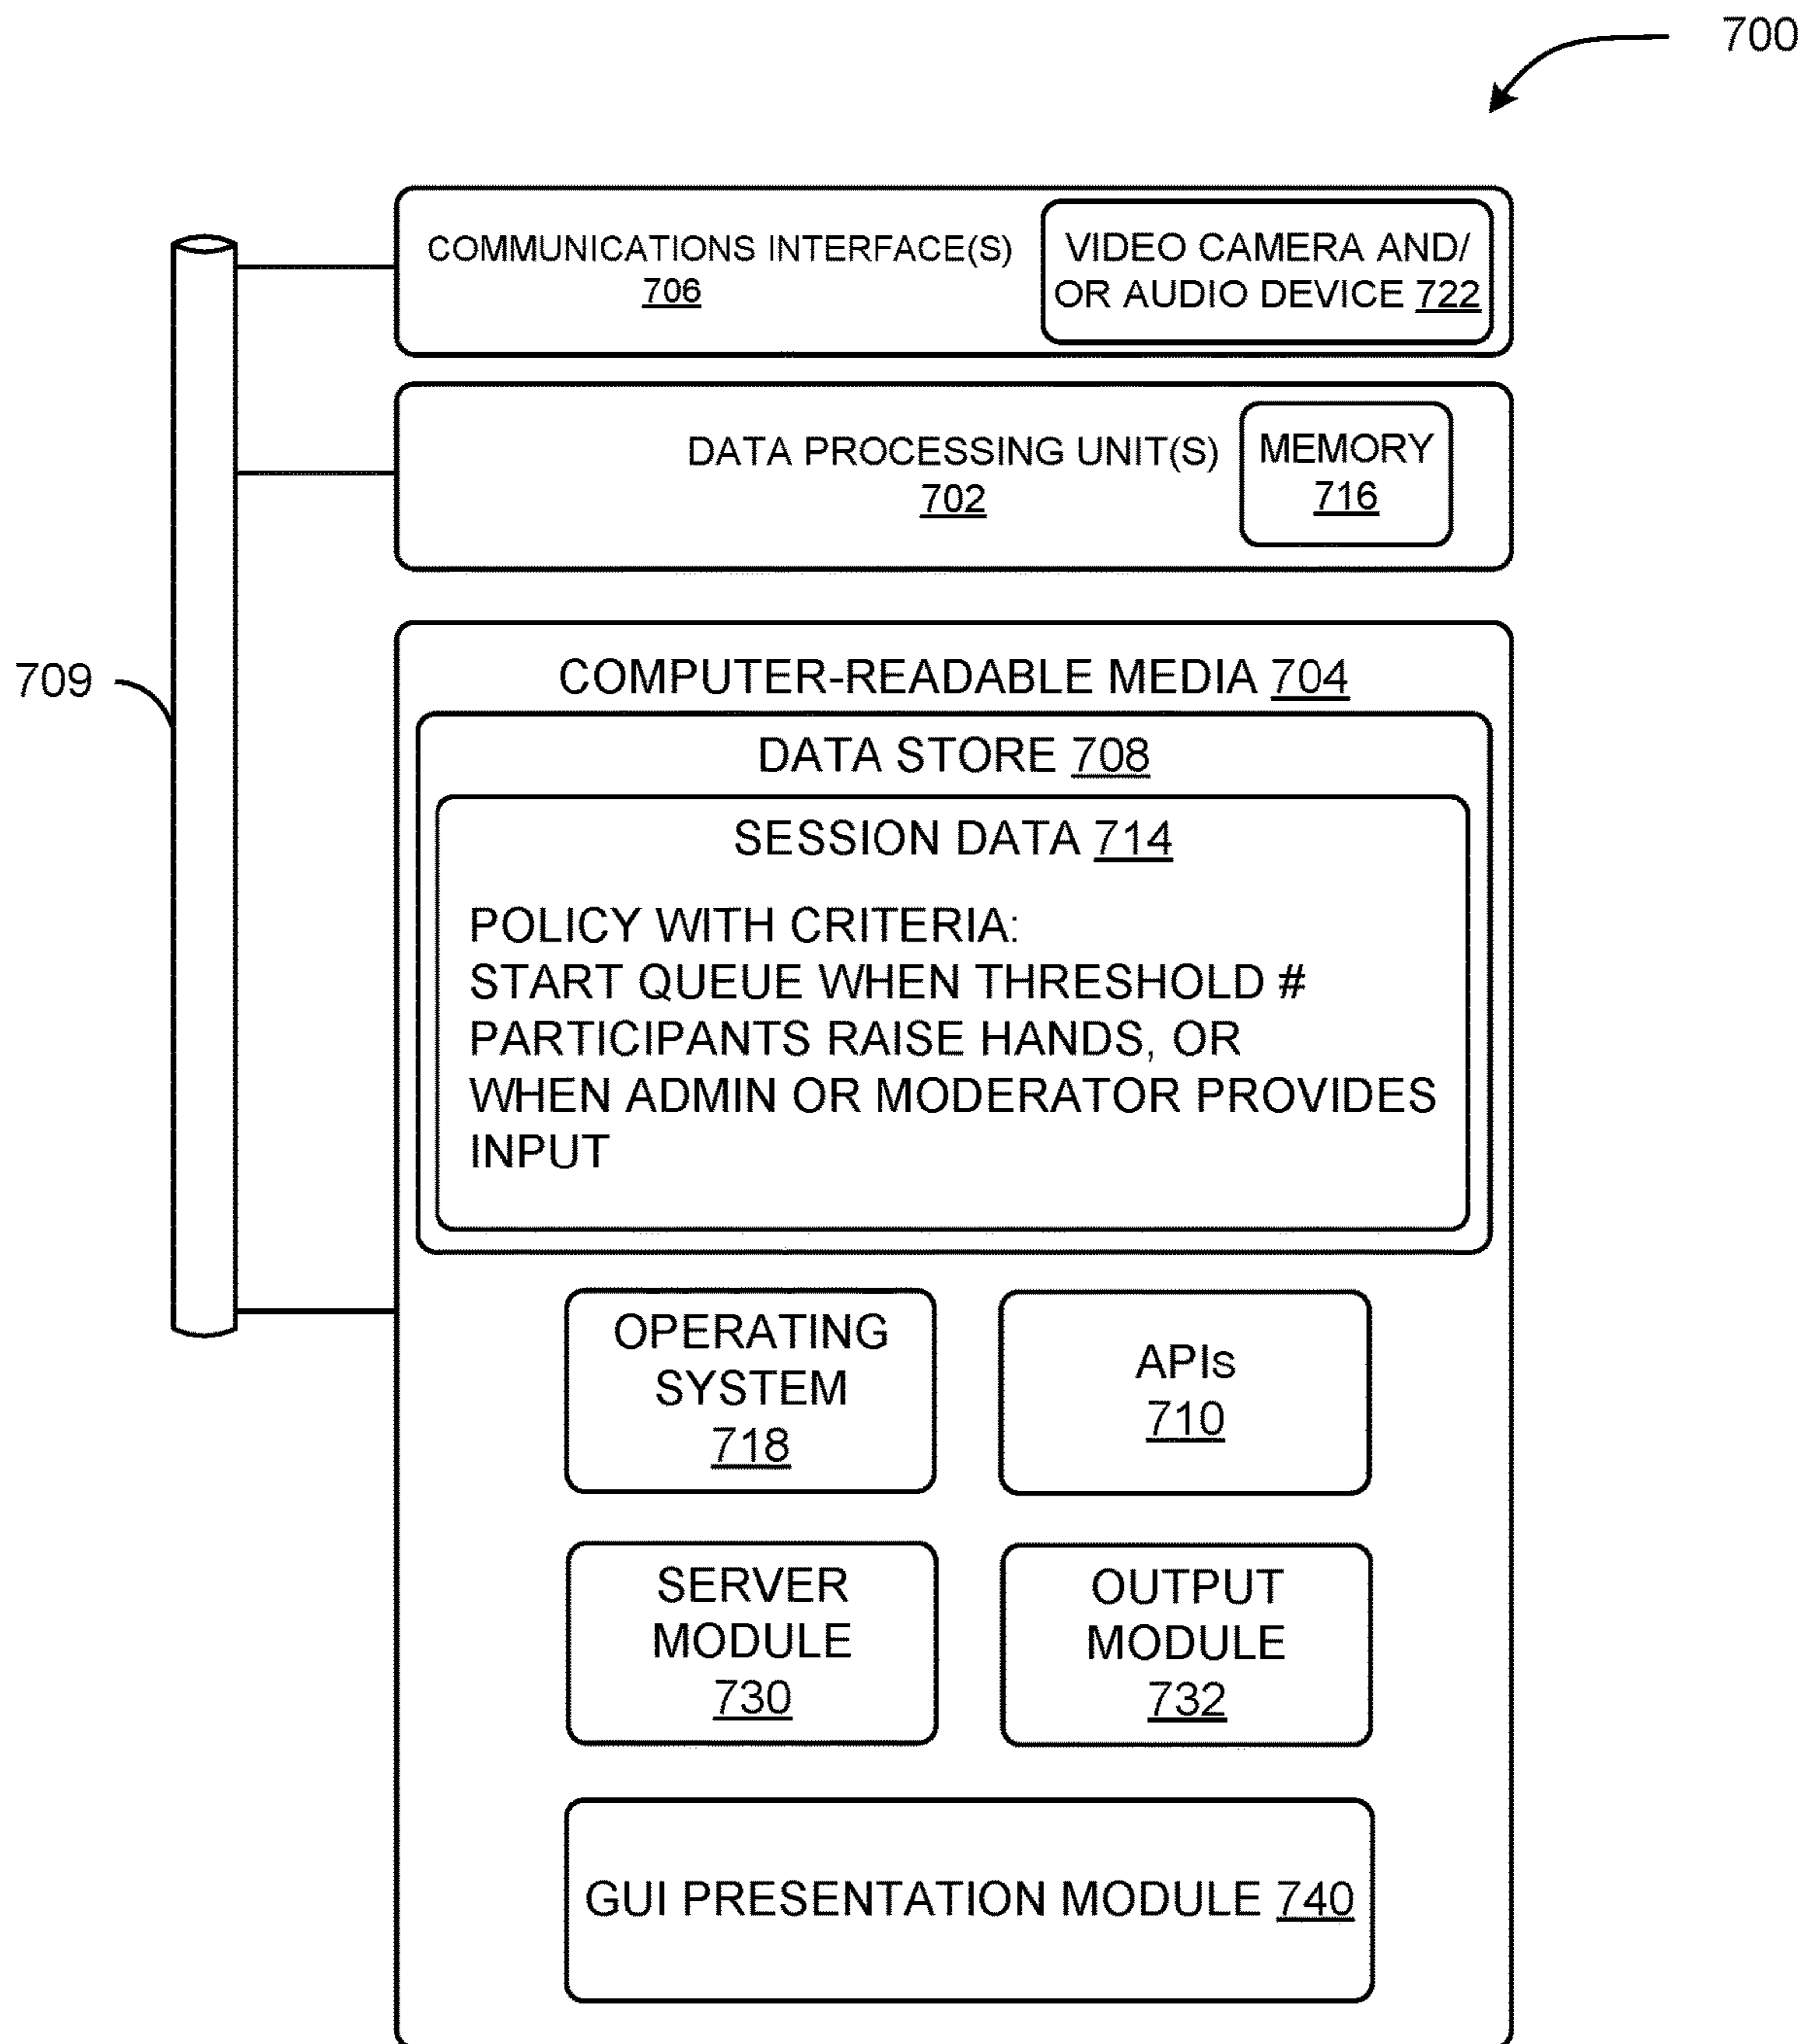 700
COMMUNICATIONS INTERFACE(S)
706
VIDEO CAMERA AND/
OR AUDIO DEVICE 722
DATA PROCESSING UNIT(S)
702
MEMORY
716
709
COMPUTER-READABLE MEDIA 704
DATA STORE 708
SESSION DATA 714
POLICY WITH CRITERIA:
START QUEUE WHEN THRESHOLD #
PARTICIPANTS RAISE HANDS, OR
WHEN ADMIN OR MODERATOR PROVIDES
INPUT
OPERATING
SYSTEM
718
APIs
710
SERVER
MODULE
730
OUTPUT
MODULE
732
GUI PRESENTATION MODULE 740